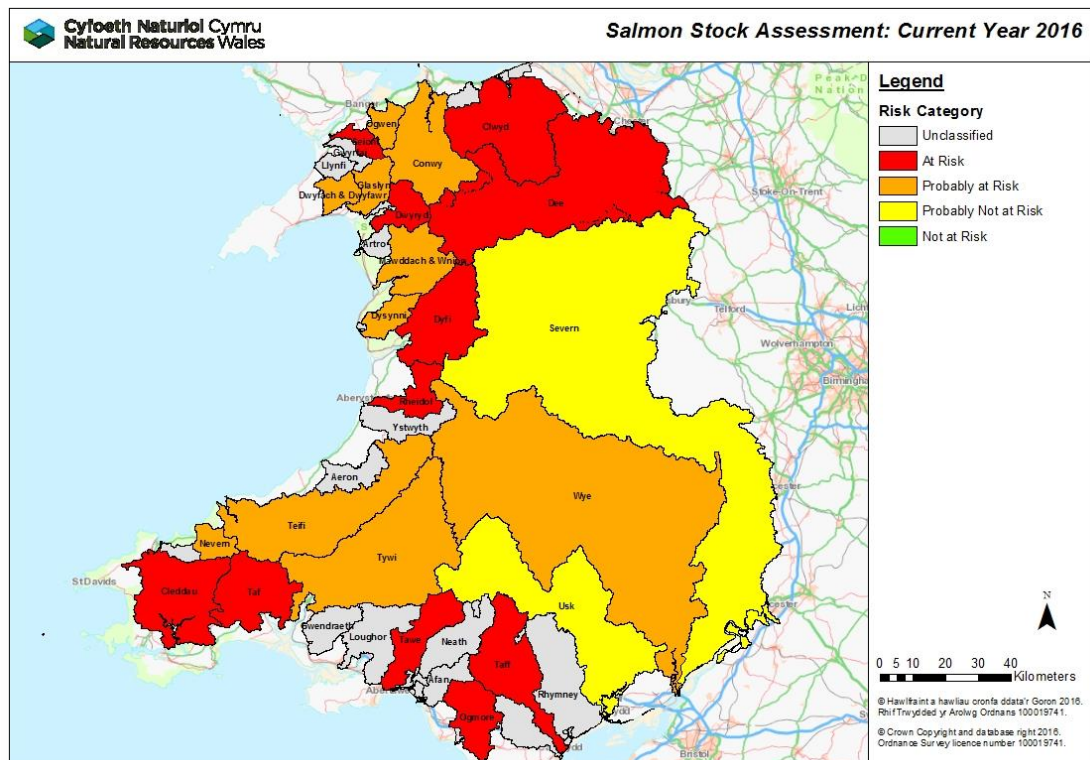 Cyfoeth Naturiol Cymru
Natural Resources Wales
Salmon Stock Assessment: Current Year 2016
Legend
Risk Category
Unclassified
At Risk
Probably at Risk
Probably Not at Risk
Not at Risk
Bangor
Ogwen
Clwyd
Chester
Seiont
Gwyrfai
Llynfi
Conwy
Glaslyn
Dwyfach & Dwyfawr
Stoke-On-Trent
Dwyryd
Dee
Artro
Mawddach & Wnion
Dysynni
Dyfi
Severn
Telford
Wolverhampton
Rheidol
Ystwyth
Aeron
Wye
Teifi
Nevern
Tywi
St Davids
Cleddau
Taf
Usk
Gwendraeth
Loughor
Tawe
Neath
Taff
Afan
Rhymney
Ogmore
Bristol
N
0 5 10 20 30 40
Kilometers
© Hawlfraint a hawliau cronfa ddata'r Goron 2016.
Rhif Trwydded yr Arolwg Ordnans 100019741.
© Crown Copyright and database right 2016.
Ordnance Survey licence number 100019741.